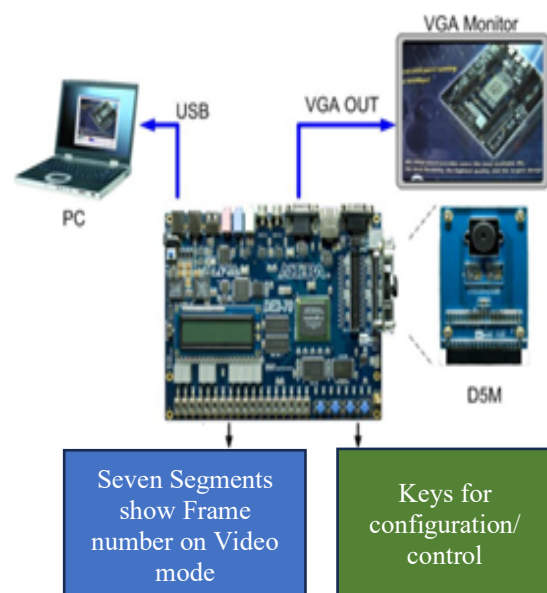 VGA Monitor
USB
VGA OUT
PC
D5M
Seven Segments
show Frame
number on Video
mode
Keys for
configuration/
control